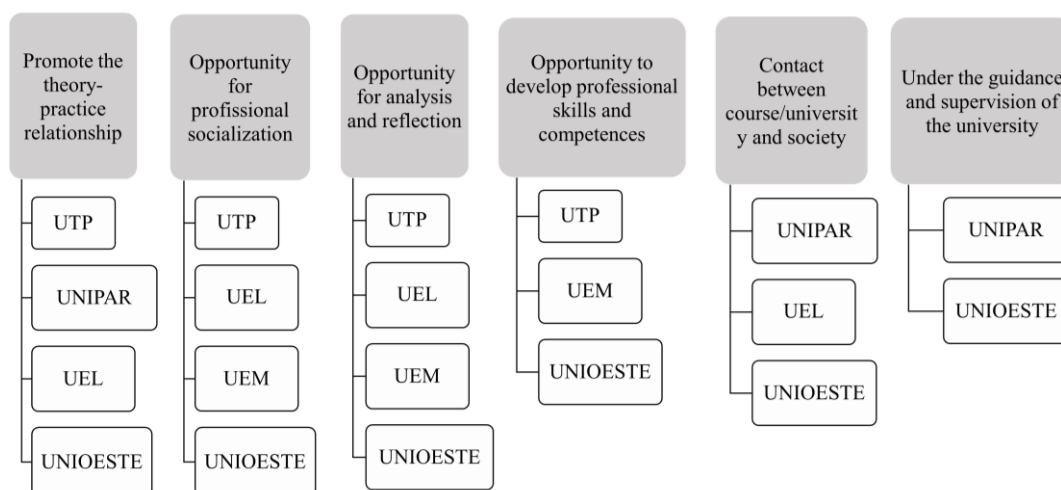 Promote the
theory-
practice
relationship
UTP
UNIPAR
UEL
UNIOESTE
Opportunity
for
profissional
socialization
UTP
UEL
UEM
UNIOESTE
Opportunity
for analysis
and reflection
UTP
UEL
UEM
UNIOESTE
Opportunity to
develop professional
skills and
competences
UTP
UEM
UNIOESTE
Contact
between
course/universit
y and society
UNIPAR
UEL
UNIOESTE
Under the guidance
and supervision of
the university
UNIPAR
UNIOESTE